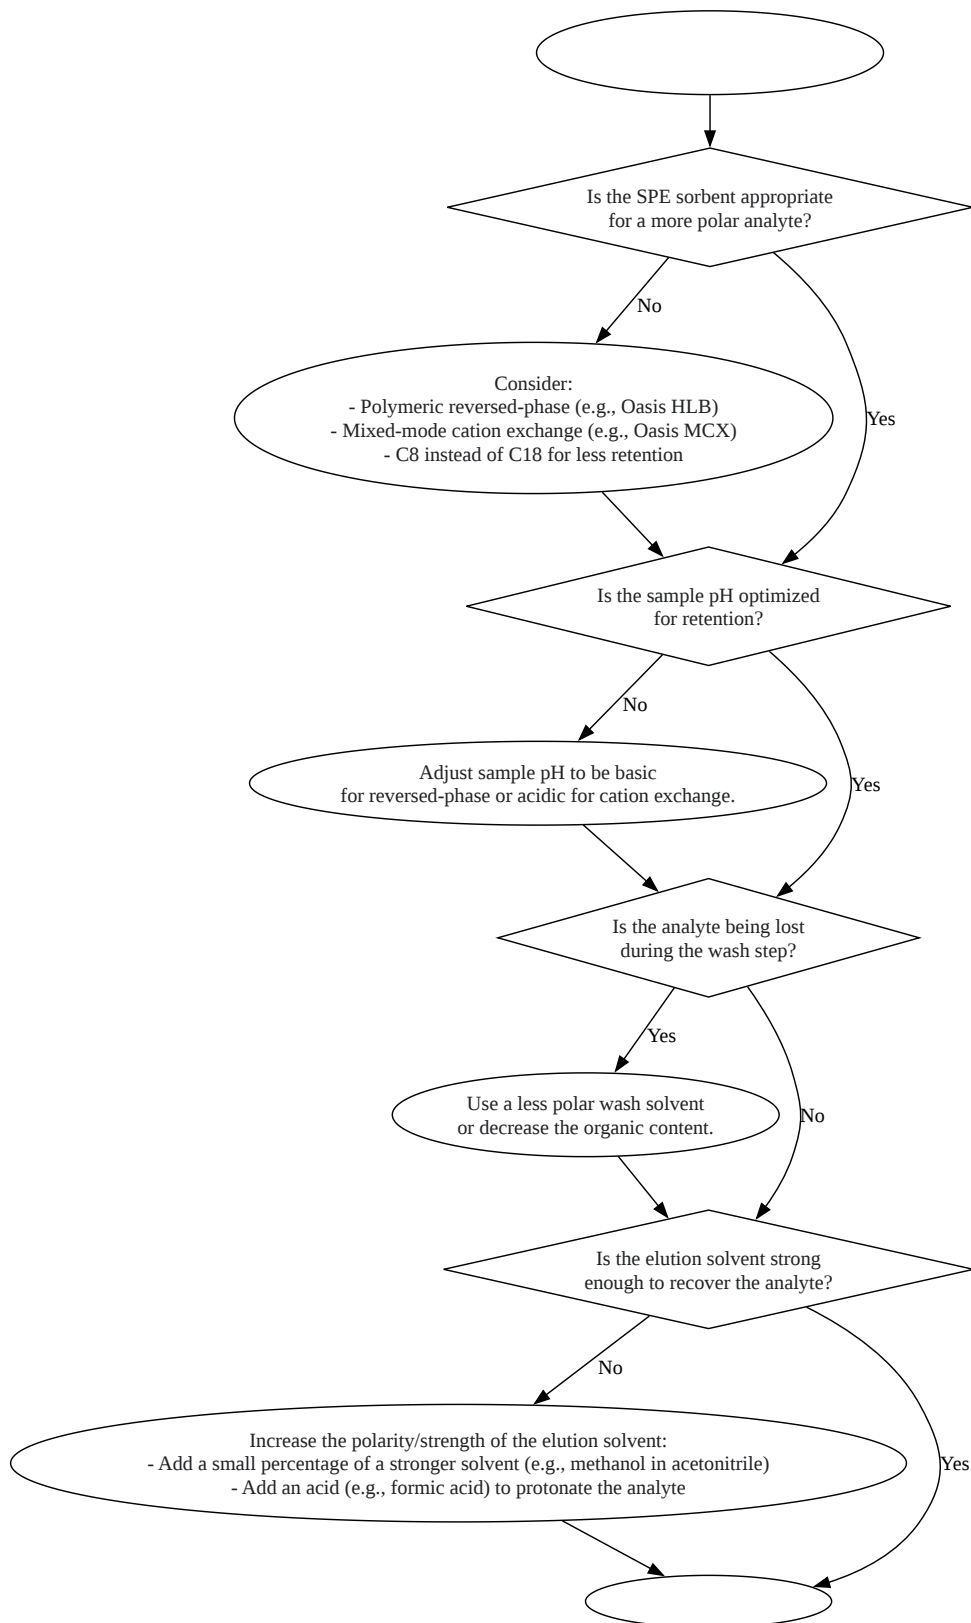 Is the SPE sorbent appropriate
for a more polar analyte?
No
Consider:
- Polymeric reversed-phase (e.g., Oasis HLB)
- Mixed-mode cation exchange (e.g., Oasis MCX)
- C8 instead of C18 for less retention
Yes
Is the sample pH optimized
for retention?
No
Adjust sample pH to be basic
for reversed-phase or acidic for cation exchange.
Yes
Is the analyte being lost
during the wash step?
Yes
Use a less polar wash solvent
or decrease the organic content.
No
Is the elution solvent strong
enough to recover the analyte?
No
Increase the polarity/strength of the elution solvent:
- Add a small percentage of a stronger solvent (e.g., methanol in acetonitrile)
- Add an acid (e.g., formic acid) to protonate the analyte
Yes